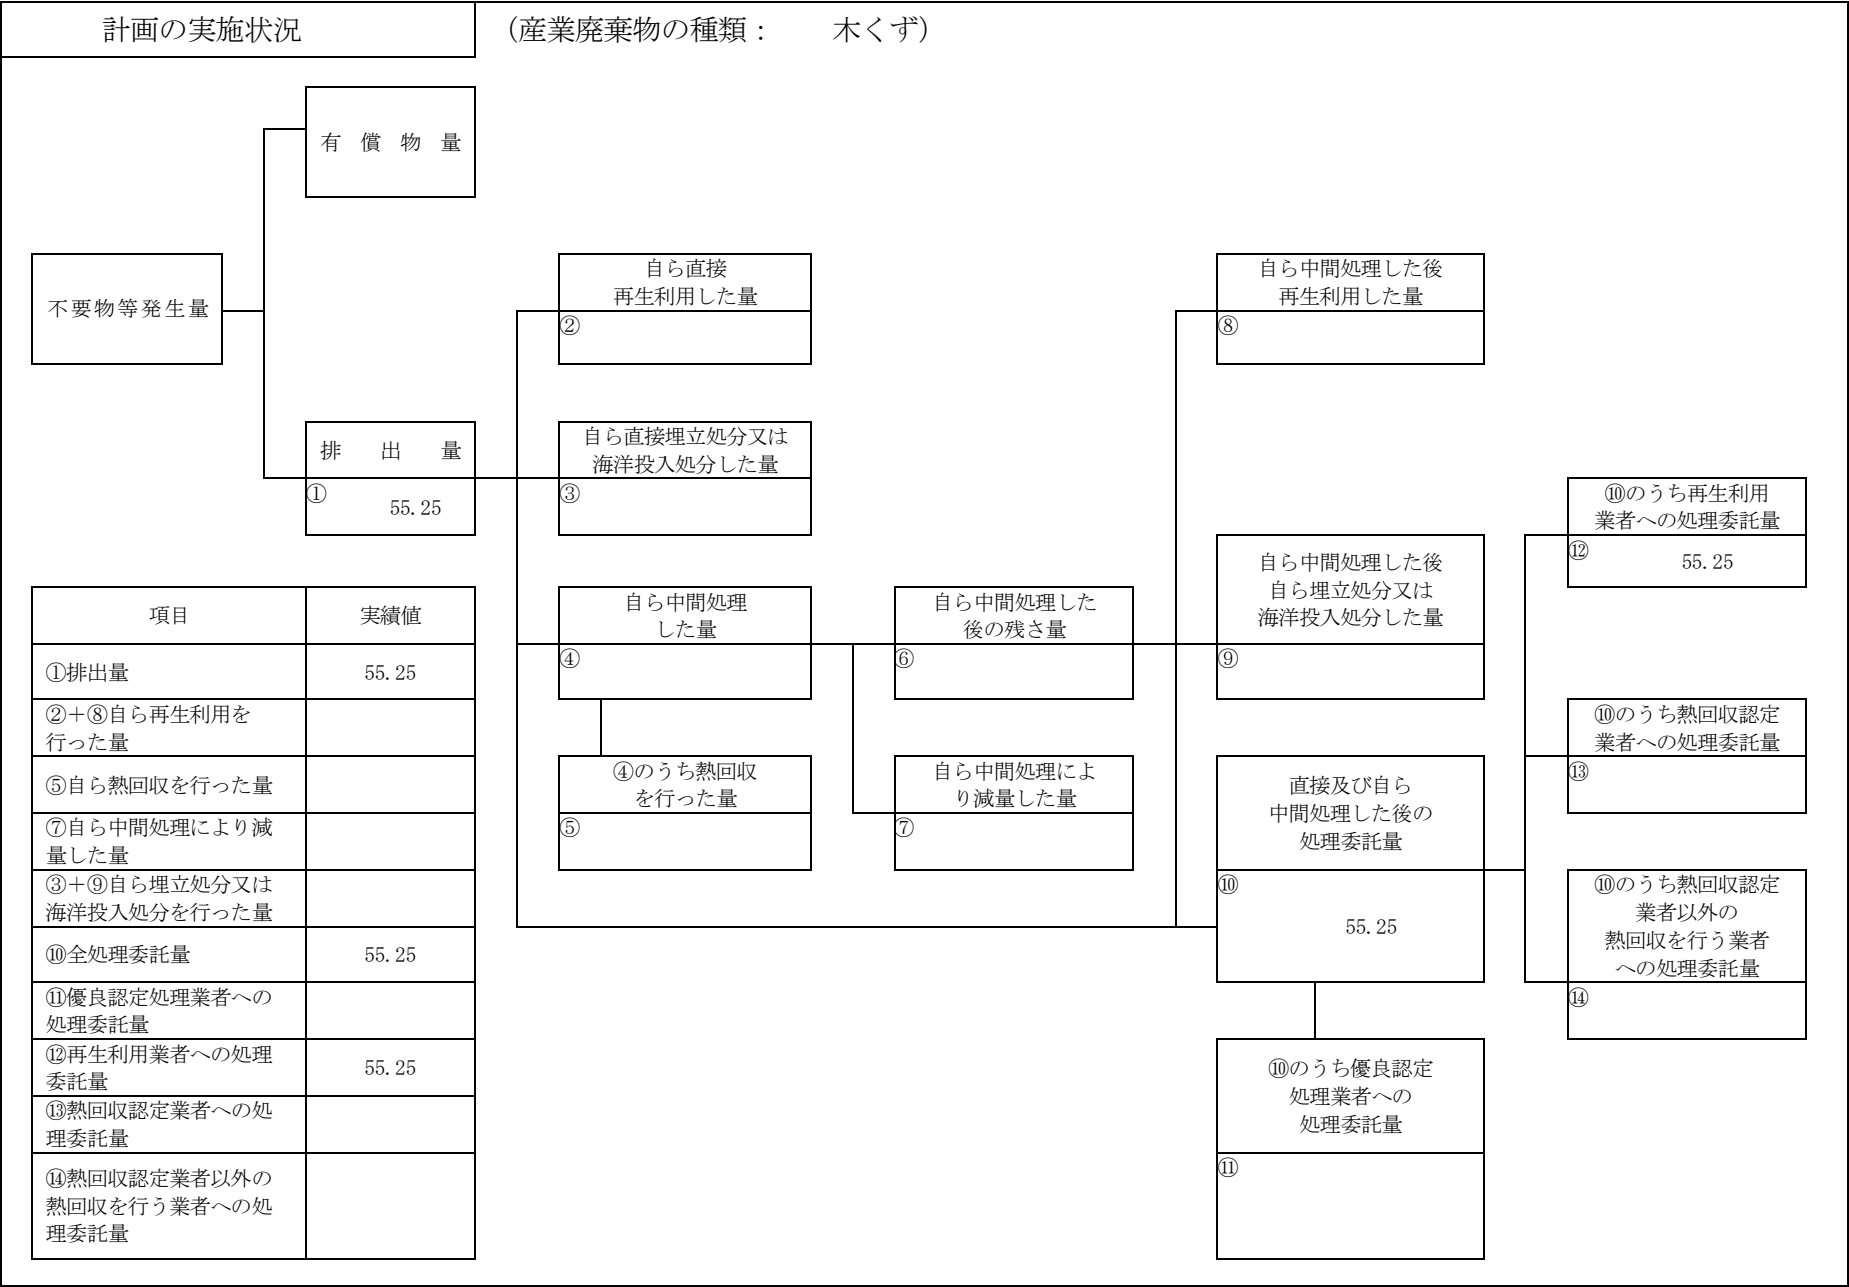 計画の実施状況
（産業廃棄物の種類：　　木くず）
有　償　物　量
不要物等発生量
排　出　量
①
55.25
自ら直接
再生利用した量
②
自ら直接埋立処分又は
海洋投入処分した量
③
自ら中間処理
した量
④
④のうち熱回収
を行った量
⑤
自ら中間処理した
後の残さ量
⑥
自ら中間処理によ
り減量した量
⑦
自ら中間処理した後
再生利用した量
⑧
自ら中間処理した後
自ら埋立処分又は
海洋投入処分した量
⑨
直接及び自ら
中間処理した後の
処理委託量
⑩
55.25
⑩のうち優良認定
処理業者への
処理委託量
⑪
⑩のうち再生利用
業者への処理委託量
⑫
55.25
⑩のうち熱回収認定
業者への処理委託量
⑬
⑩のうち熱回収認定
業者以外の
熱回収を行う業者
への処理委託量
⑭
項目　実績値
①排出量　55.25
②＋⑧自ら再生利用を
行った量
⑤自ら熱回収を行った量
⑦自ら中間処理により減
量した量
③＋⑨自ら埋立処分又は
海洋投入処分を行った量
⑩全処理委託量　55.25
⑪優良認定処理業者への
処理委託量
⑫再生利用業者への処理
委託量　55.25
⑬熱回収認定業者への処
理委託量
⑭熱回収認定業者以外の
熱回収を行う業者への処
理委託量